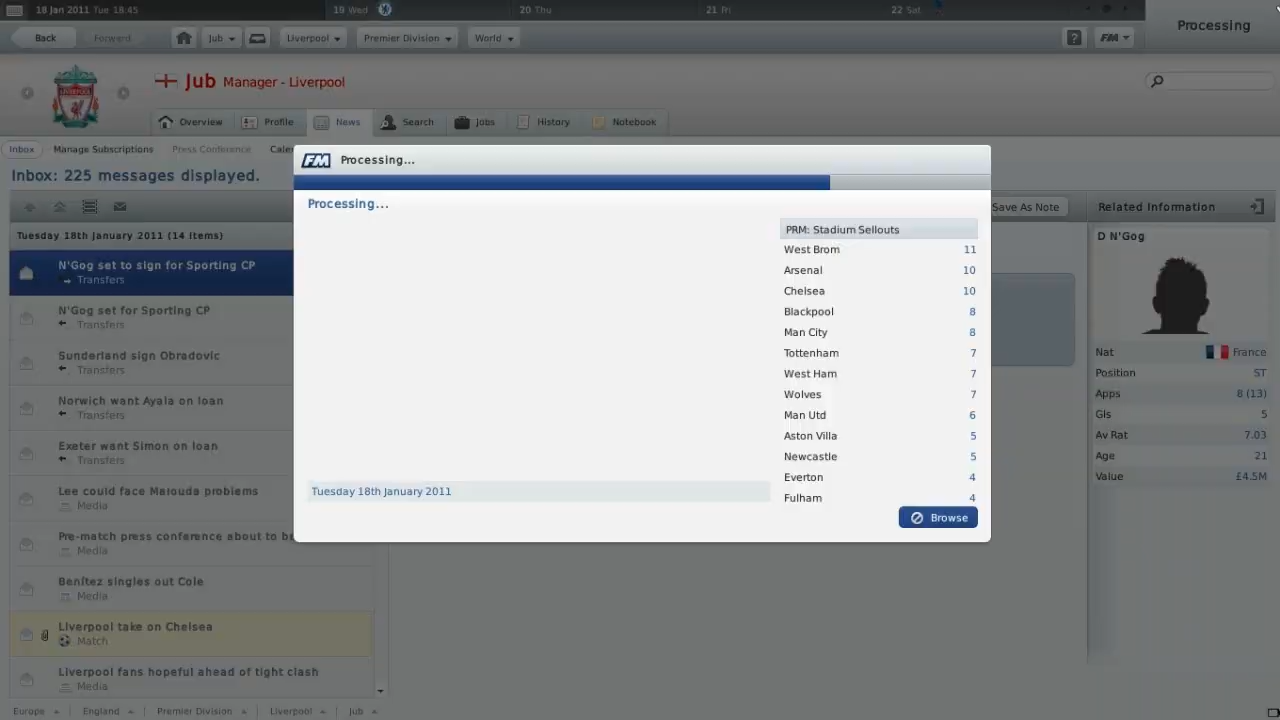 18 Jan 2011 Tue 18:45
19 Wed
20 Thu
21 Fri
22 Sat
Processing
Back
Forward
Jub
Liverpool
Premier Division
World
?
FM
Jub Manager - Liverpool
Overview
Profile
News
Search
Jobs
History
Notebook
Inbox
Manage Subscriptions
Press Conference
Cale
Inbox: 225 messages displayed.
Tuesday 18th January 2011 (14 items)
N'Gog set to sign for Sporting CP
Transfers
N'Gog set for Sporting CP
Transfers
Sunderland sign Obradovic
Transfers
Norwich want Ayala on loan
Transfers
Exeter want Simon on loan
Transfers
Lee could face Marouda problems
Media
Pre-match press conference about to be
Media
Benítez singles out Cole
Media
Liverpool take on Chelsea
Match
Liverpool fans hopeful ahead of tight clash
Media
FM Processing...
Processing...
PRM: Stadium Sellouts
West Brom 11
Arsenal 10
Chelsea 10
Blackpool 8
Man City 8
Tottenham 7
West Ham 7
Wolves 7
Man Utd 6
Aston Villa 5
Newcastle 5
Everton 4
Fulham 4
Tuesday 18th January 2011
Browse
Save As Note
Related Information
D N'Gog
Nat France
Position ST
Apps 8 (13)
Gls 5
Av Rat 7.03
Age 21
Value £4.5M
Europe
England
Premier Division
Liverpool
Jub